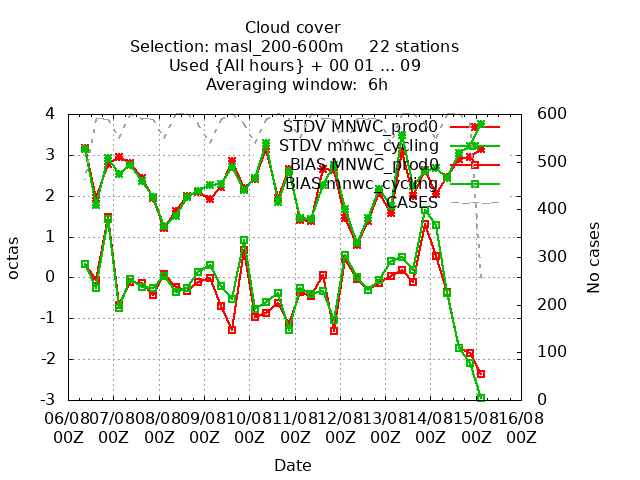 Cloud cover
Selection: masl_200-600m 22 stations
Used {All hours} + 00 01 ... 09
Averaging window: 6h
STDV MNWC_prod0
STDV mnwc_cycling
BIAS MNWC_prod0
BIAS mnwc_cycling
CASES
4
3
2
1
0
-1
-2
-3
octas
600
500
400
300
200
100
0
No cases
06/08 07/08 08/08 09/08 10/08 11/08 12/08 13/08 14/08 15/08 16/08
00Z 00Z 00Z 00Z 00Z 00Z 00Z 00Z 00Z 00Z 00Z
Date